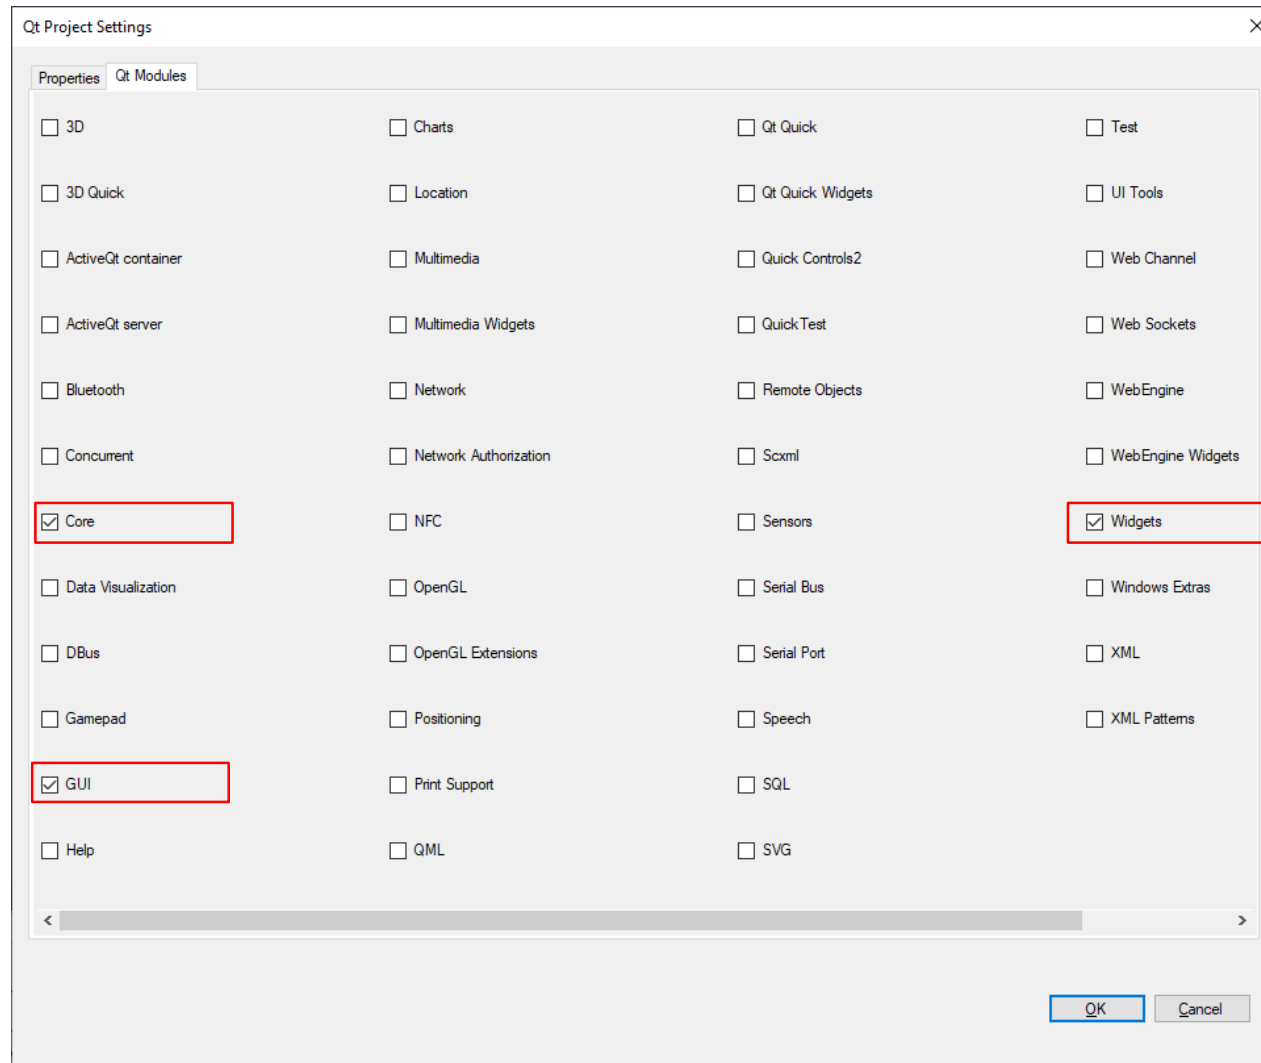 Qt Project Settings
Properties
Qt Modules
3D
Charts
Qt Quick
Test
3D Quick
Location
Qt Quick Widgets
UI Tools
ActiveQt container
Multimedia
Quick Controls2
Web Channel
ActiveQt server
Multimedia Widgets
QuickTest
Web Sockets
Bluetooth
Network
Remote Objects
WebEngine
Concurrent
Network Authorization
Scxml
WebEngine Widgets
Core
NFC
Sensors
Widgets
Data Visualization
OpenGL
Serial Bus
Windows Extras
DBus
OpenGL Extensions
Serial Port
XML
Gamepad
Positioning
Speech
XML Patterns
GUI
Print Support
SQL
Help
QML
SVG
OK
Cancel